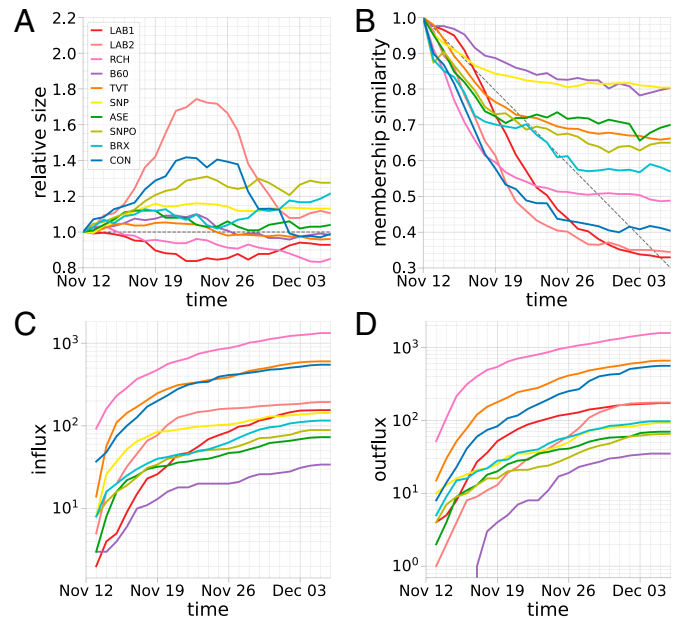 A
2.2
2.0
1.8
1.6
1.4
1.2
1.0
0.8
relative size
LAB1
LAB2
RCH
B60
TVT
SNP
ASE
SNPO
BRX
CON
Nov 12
Nov 19
Nov 26
Dec 03
time
B
1.0
0.9
0.8
0.7
0.6
0.5
0.4
0.3
membership similarity
Nov 12
Nov 19
Nov 26
Dec 03
time
C
10³
10²
10¹
influx
Nov 12
Nov 19
Nov 26
Dec 03
time
D
10³
10²
10¹
10⁰
outflux
Nov 12
Nov 19
Nov 26
Dec 03
time